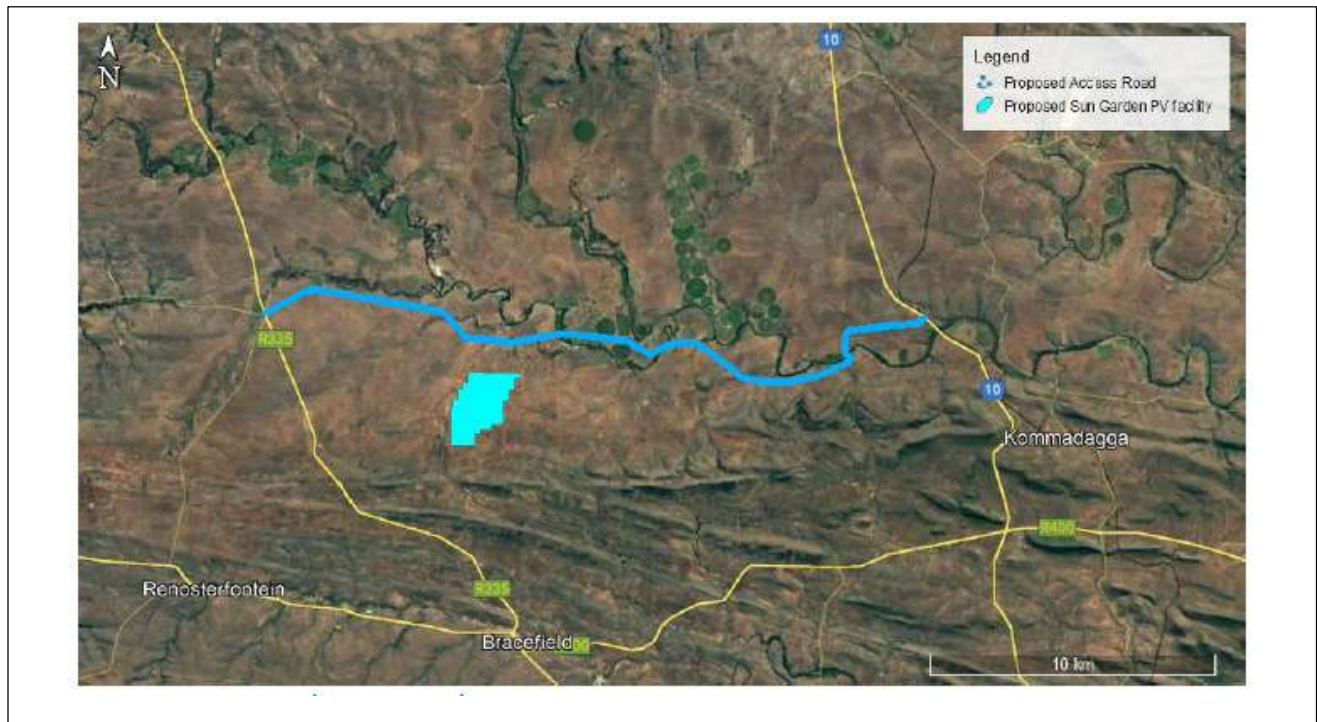 N
10
Legend
Proposed Access Road
Proposed Sun Garden PV facility
R335
10
Kommadagga
R400
Renosterfontein
R335
Bracefield
10 km